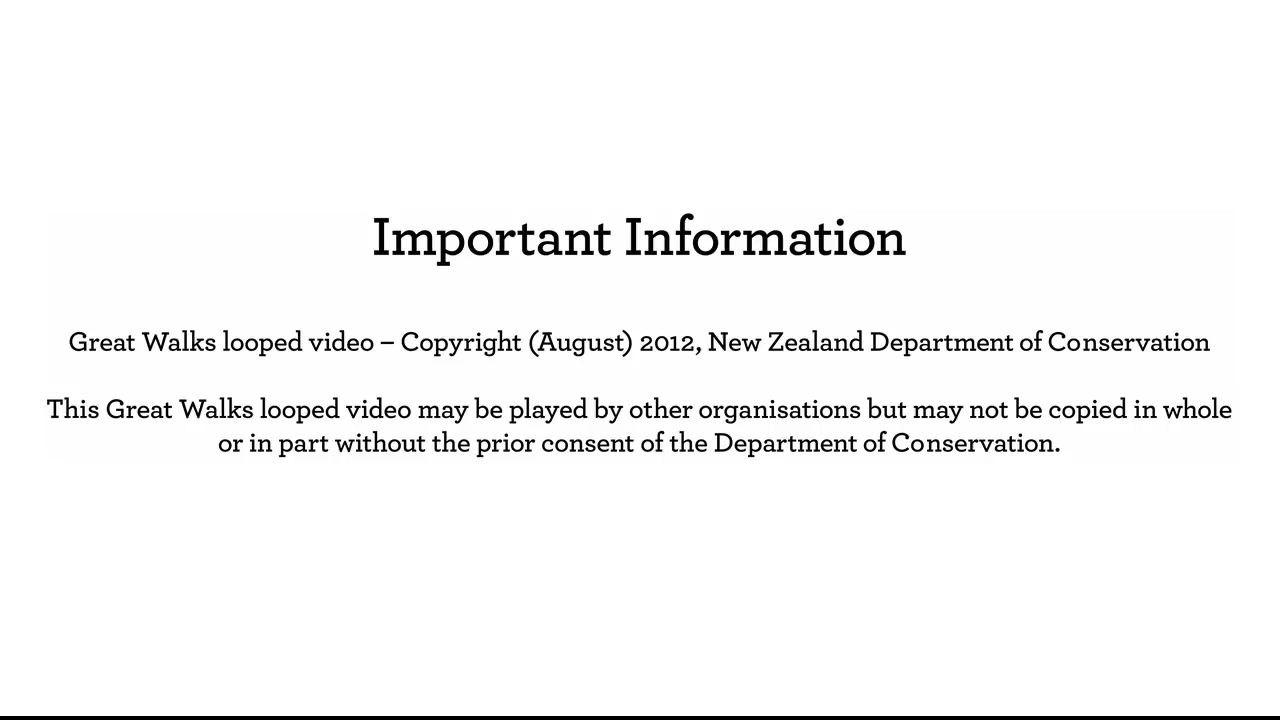 Important Information
Great Walks looped video – Copyright (August) 2012, New Zealand Department of Conservation
This Great Walks looped video may be played by other organisations but may not be copied in whole
or in part without the prior consent of the Department of Conservation.